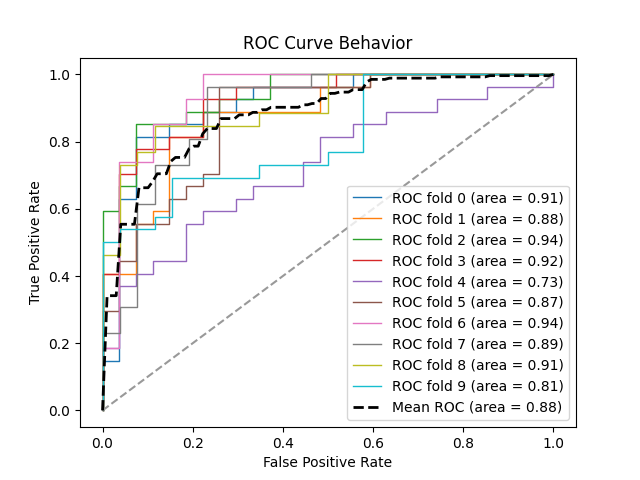 ROC Curve Behavior
True Positive Rate
1.0
0.8
0.6
0.4
0.2
0.0
ROC fold 0 (area = 0.91)
ROC fold 1 (area = 0.88)
ROC fold 2 (area = 0.94)
ROC fold 3 (area = 0.92)
ROC fold 4 (area = 0.73)
ROC fold 5 (area = 0.87)
ROC fold 6 (area = 0.94)
ROC fold 7 (area = 0.89)
ROC fold 8 (area = 0.91)
ROC fold 9 (area = 0.81)
Mean ROC (area = 0.88)
0.0 0.2 0.4 0.6 0.8 1.0
False Positive Rate